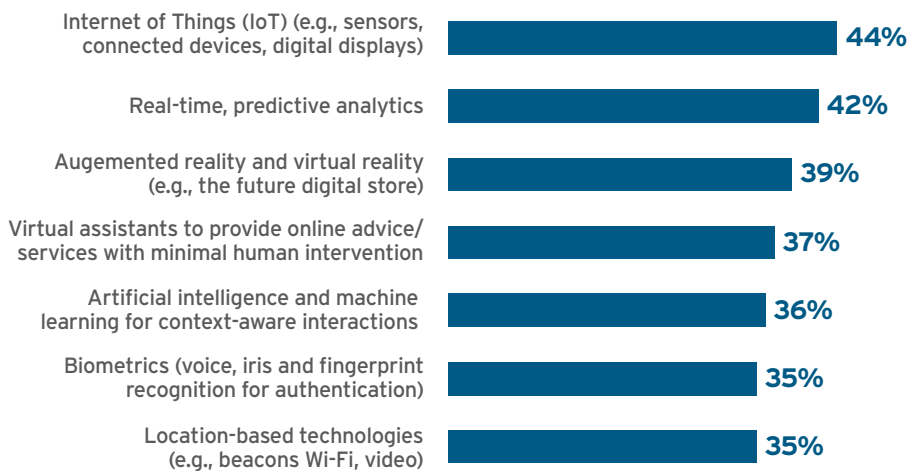 Internet of Things (IoT) (e.g., sensors,
connected devices, digital displays)
44%
Real-time, predictive analytics
42%
Augemented reality and virtual reality
(e.g., the future digital store)
39%
Virtual assistants to provide online advice/
services with minimal human intervention
37%
Artificial intelligence and machine
learning for context-aware interactions
36%
Biometrics (voice, iris and fingerprint
recognition for authentication)
35%
Location-based technologies
(e.g., beacons Wi-Fi, video)
35%